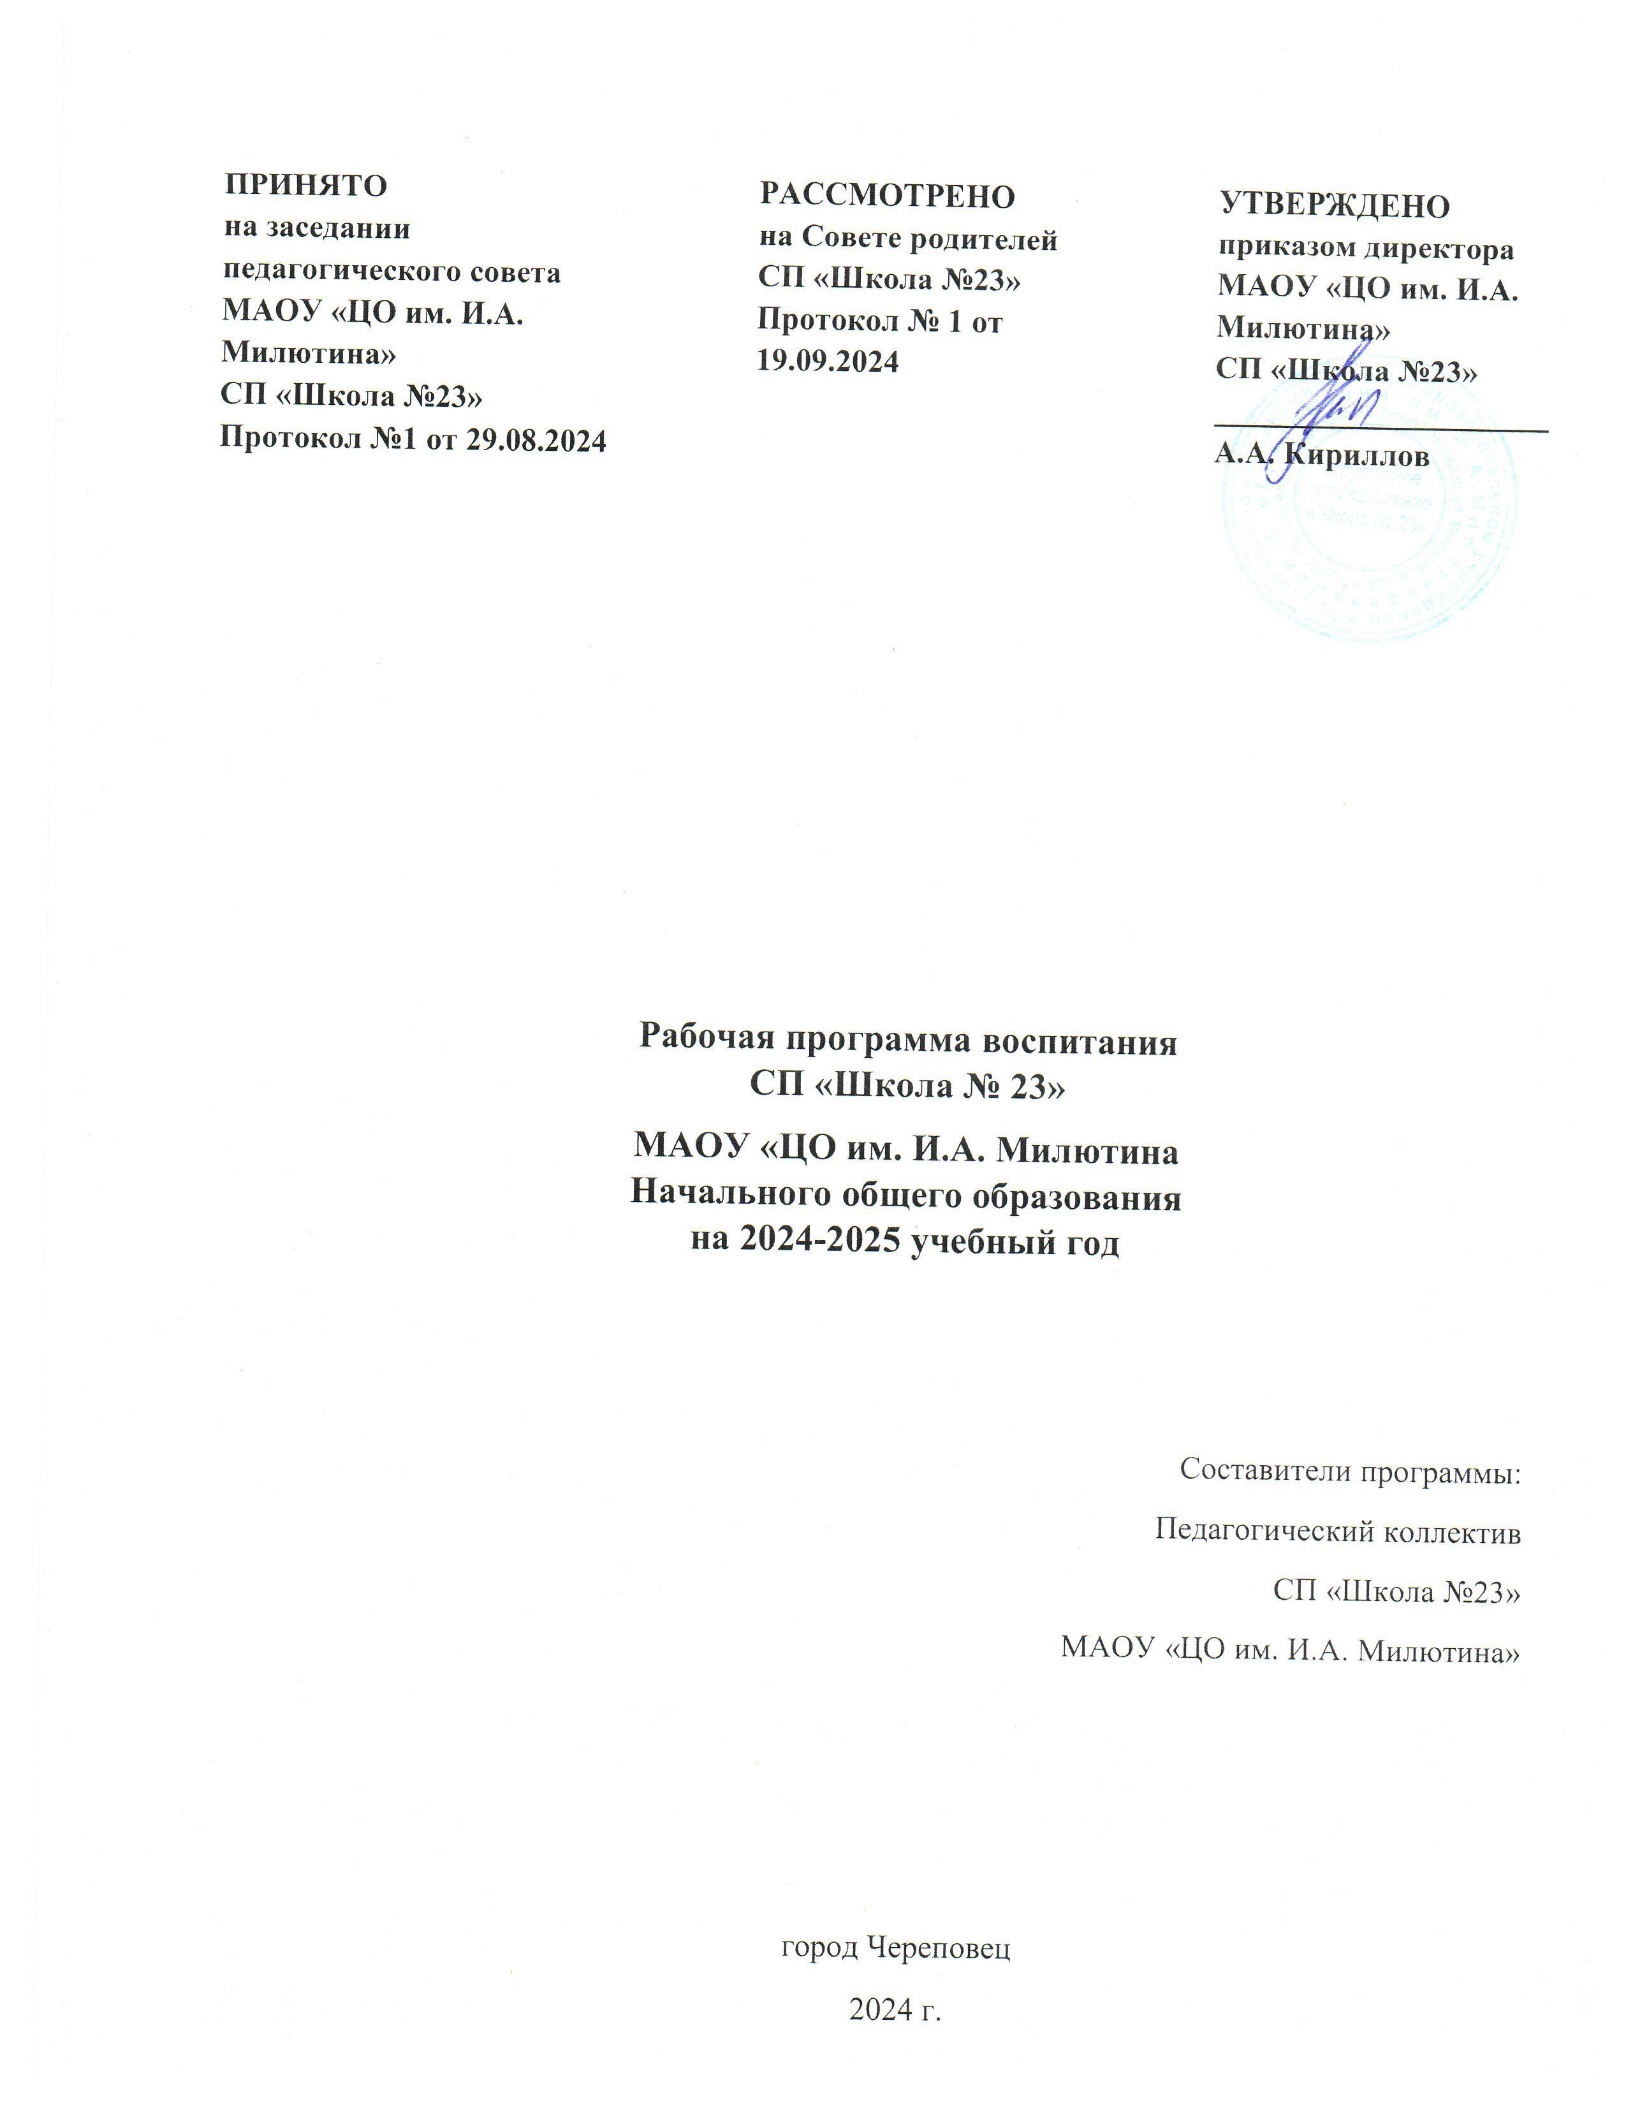 ПРИНЯТО
на заседании
педагогического совета
МАОУ «ЦО им. И.А.
Милютина»
СП «Школа №23»
Протокол №1 от 29.08.2024
РАССМОТРЕНО
на Совете родителей
СП «Школа №23»
Протокол № 1 от
19.09.2024
УТВЕРЖДЕНО
приказом директора
МАОУ «ЦО им. И.А.
Милютина»
СП «Школа №23»
А.А. Кириллов
Рабочая программа воспитания
СП «Школа № 23»
МАОУ «ЦО им. И.А. Милютина
Начального общего образования
на 2024-2025 учебный год
Составители программы:
Педагогический коллектив
СП «Школа №23»
МАОУ «ЦО им. И.А. Милютина»
город Череповец
2024 г.